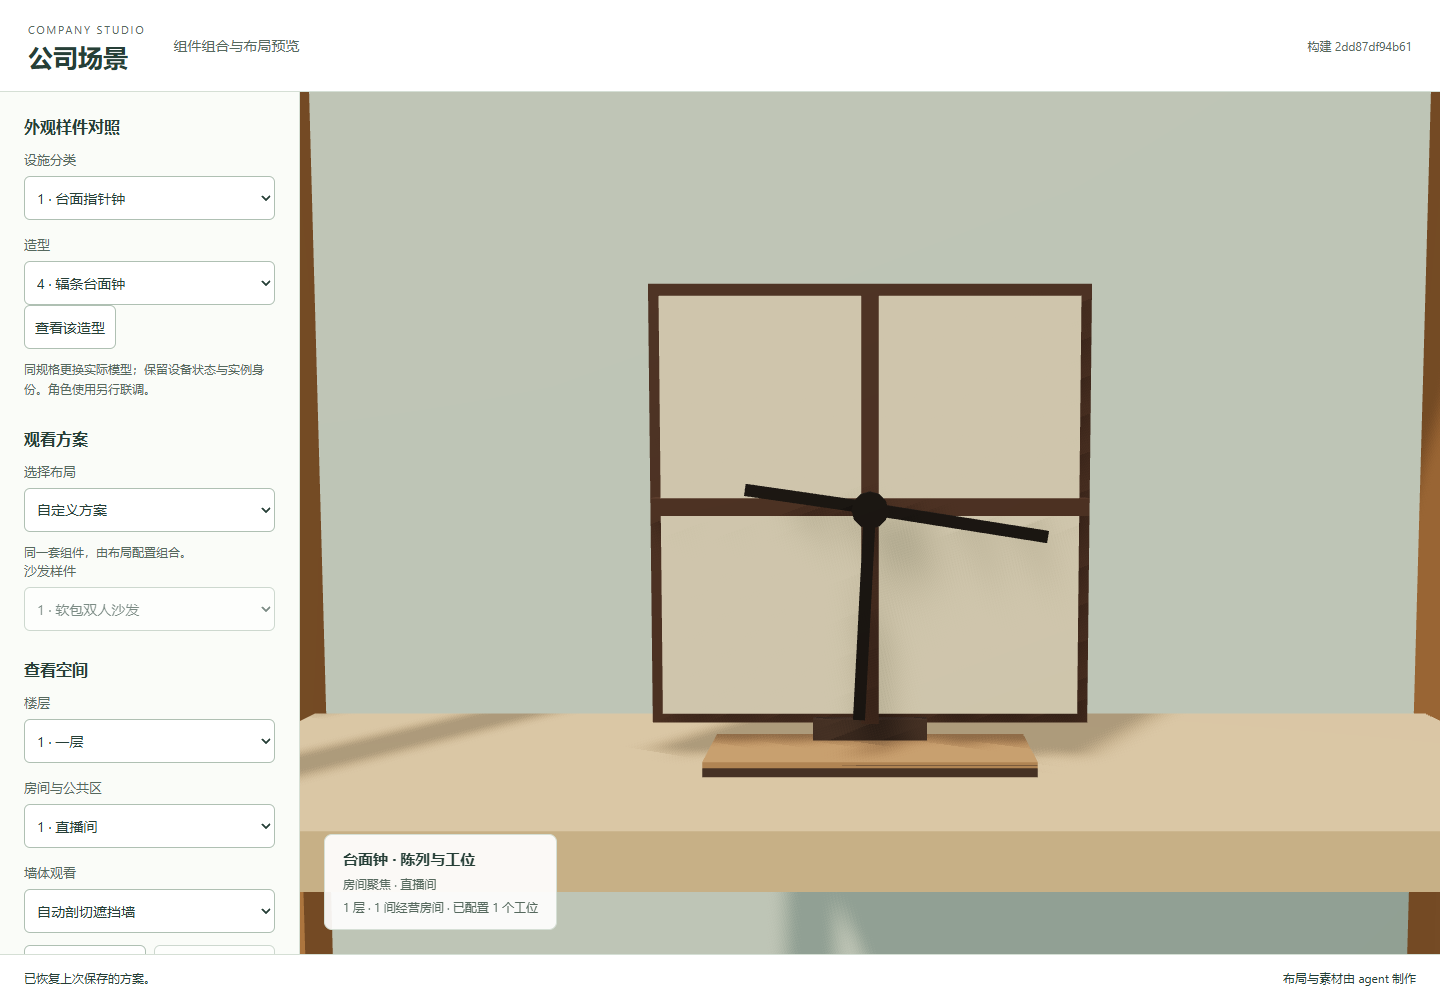 COMPANY STUDIO
公司场景
组件组合与布局预览
构建 2dd87df94b61
外观样件对照
设施分类
1 · 台面指针钟
造型
4 · 辐条台面钟
查看该造型
同规格更换实际模型；保留设备状态与实例身
份。角色使用另行联调。
观看方案
选择布局
自定义方案
同一套组件，由布局配置组合。
沙发样件
1 · 软包双人沙发
查看空间
楼层
1 · 一层
房间与公共区
1 · 直播间
墙体观看
自动剖切遮挡墙
台面钟 · 陈列与工位
房间聚焦 · 直播间
1 层 · 1 间经营房间 · 已配置 1 个工位
已恢复上次保存的方案。
布局与素材由 agent 制作